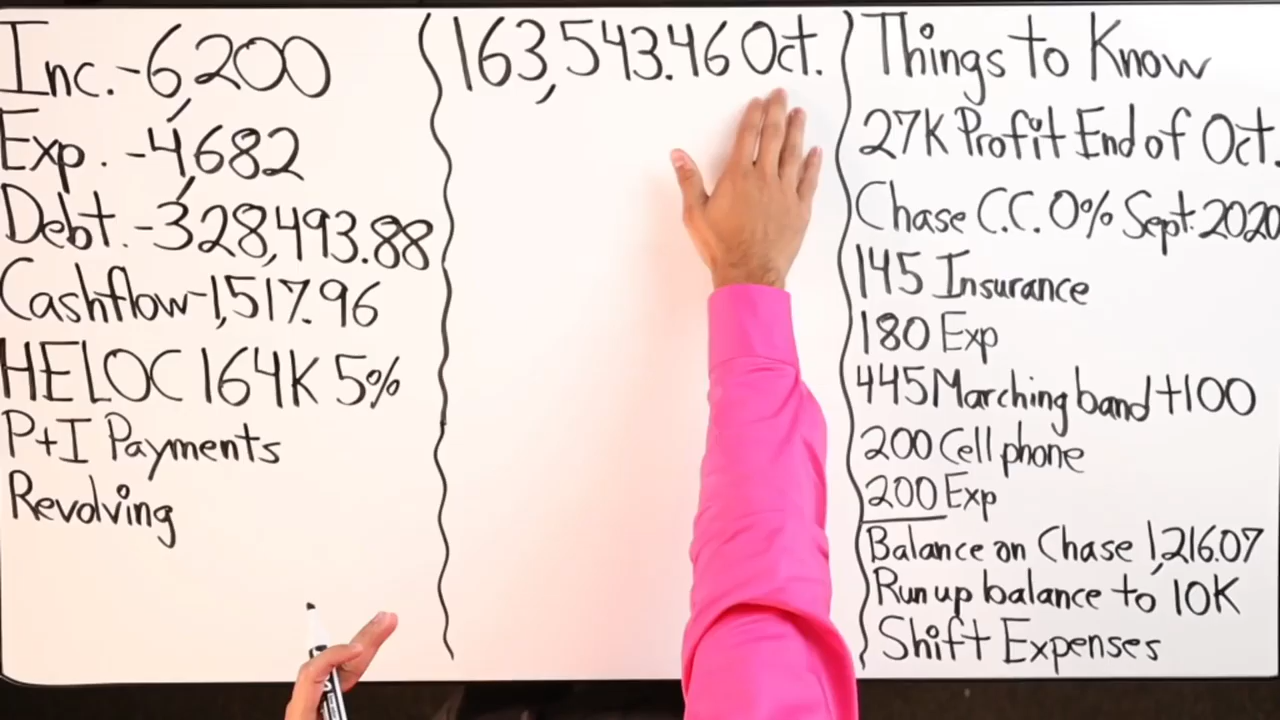 Inc.-6,200
Exp. -4,682
Debt.-328,493.88
Cashflow-1,517.96
HELOC 164K 5%
P+I Payments
Revolving
163,543.46 Oct.
Things to Know
27K Profit End of Oct.
Chase C.C. 0% Sept. 2020
145 Insurance
180 Exp
445 Marching band +100
200 Cell phone
200 Exp
Balance on Chase 1,216.07
Run up balance to 10K
Shift Expenses